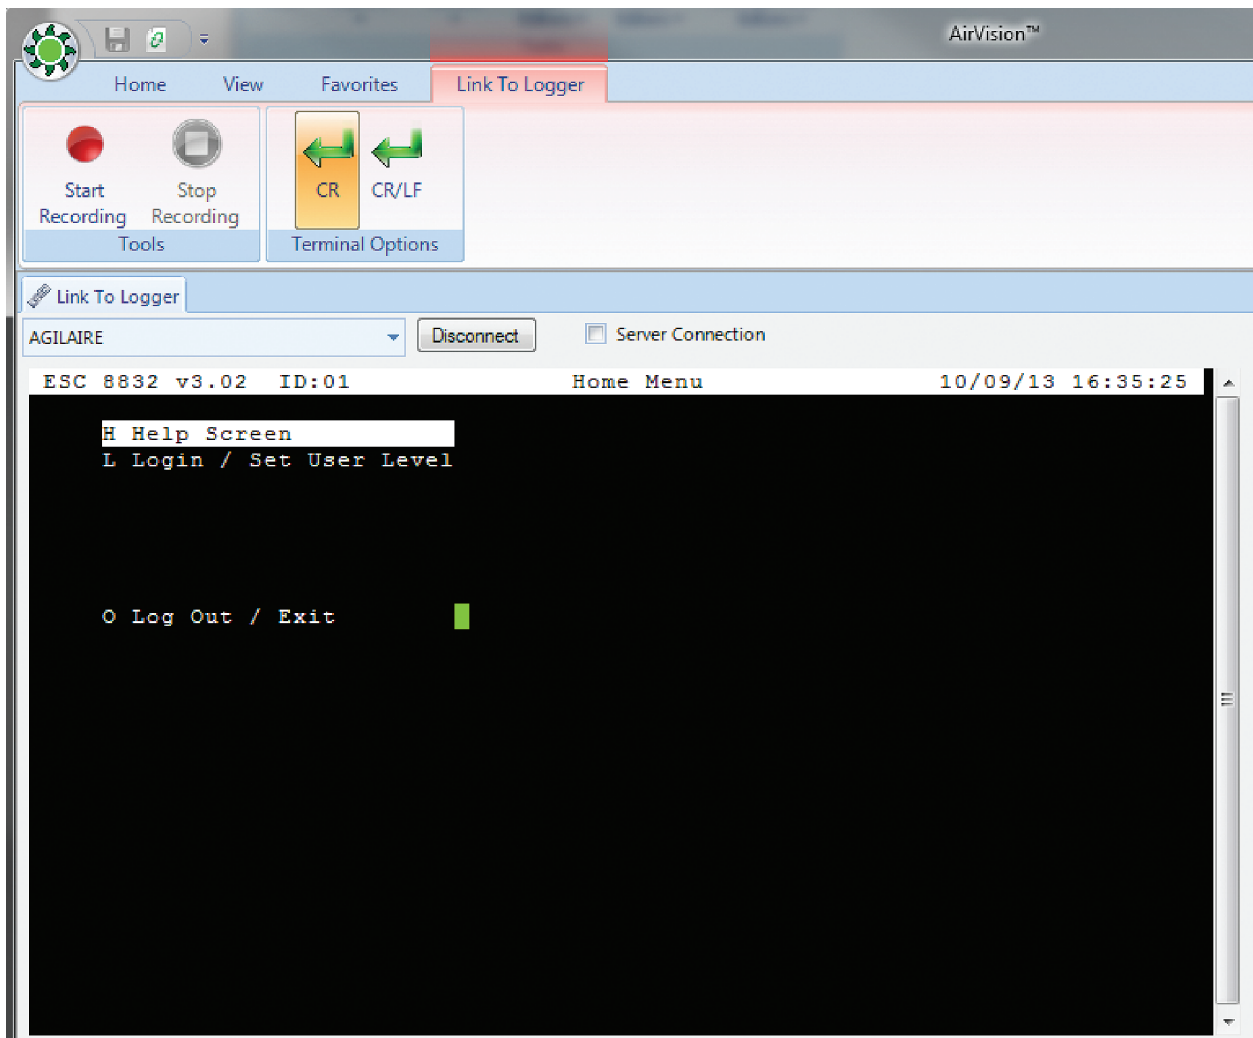 AirVision™
Home View Favorites Link To Logger
Start Recording
Stop Recording
CR CR/LF
Tools Terminal Options
Link To Logger
AGILAIRE Disconnect Server Connection
ESC 8832 v3.02 ID:01 Home Menu 10/09/13 16:35:25
H Help Screen
L Login / Set User Level
O Log Out / Exit